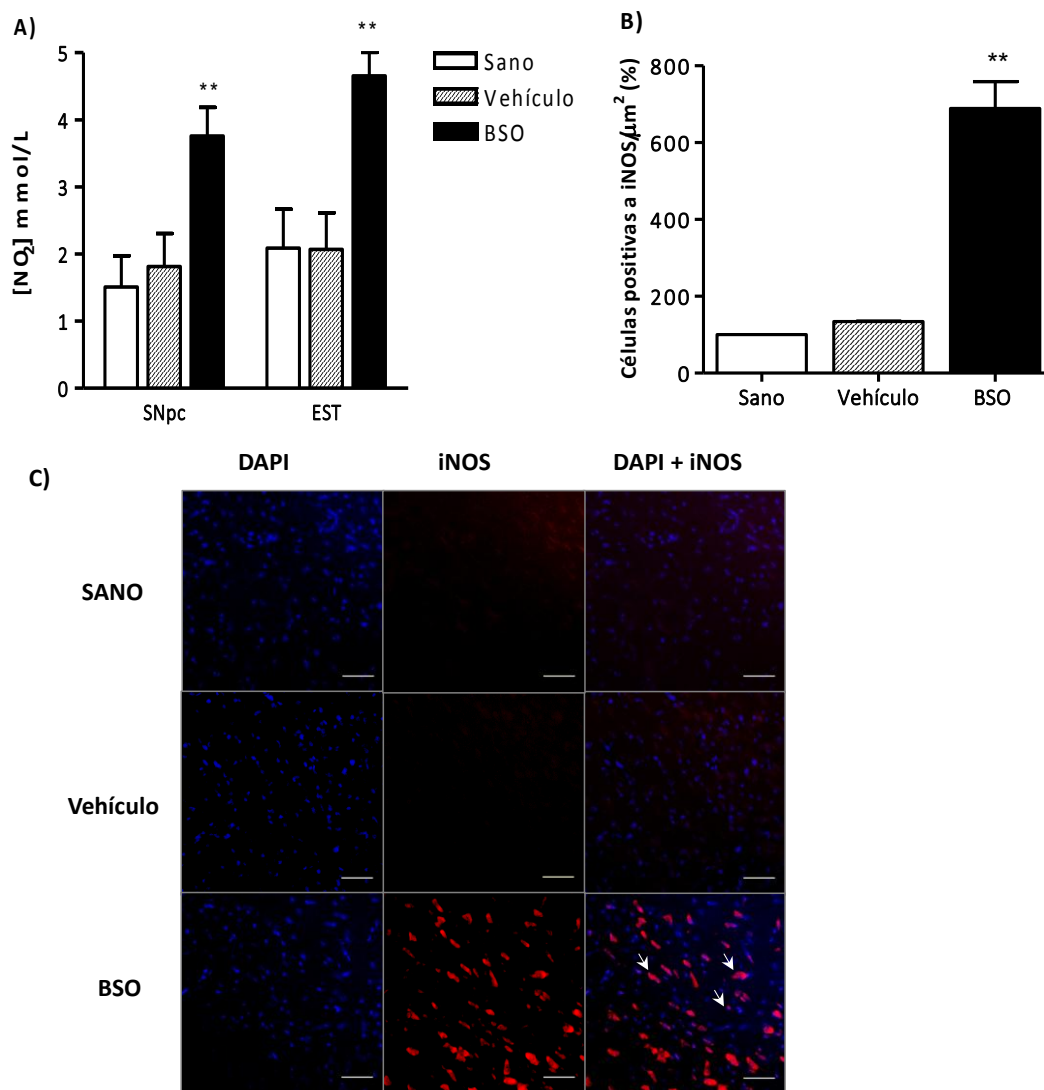 A)
[NO₂] mmol/L
5
4
3
2
1
0
**
**
SNpc
EST
Sano
Vehículo
BSO
B)
Células positivas a iNOS/µm² (%)
800
600
400
200
0
**
Sano
Vehículo
BSO
C)
DAPI
iNOS
DAPI + iNOS
SANO
Vehículo
BSO